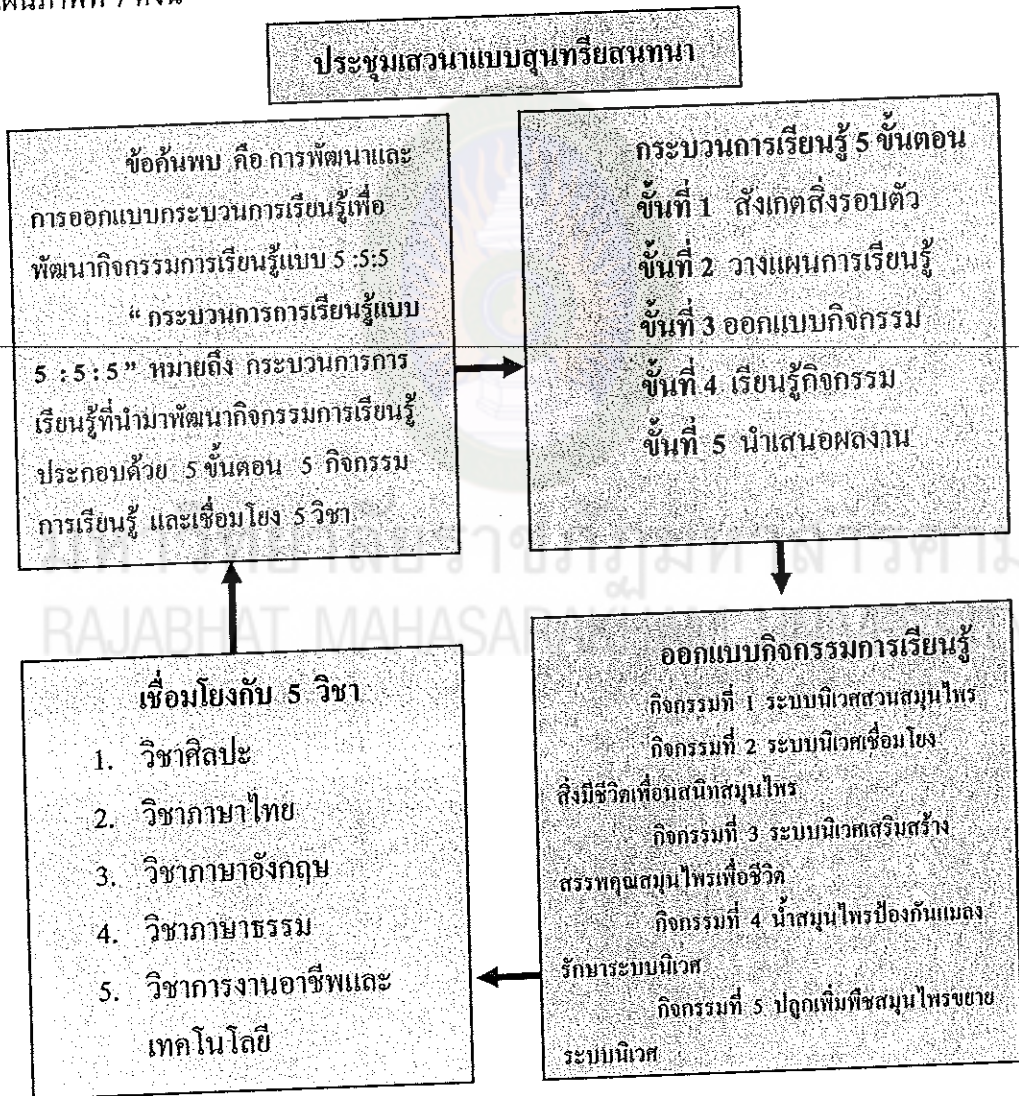 ประชุมเสวนาแบบสุนทรียสนทนา
ข้อค้นพบ คือ การพัฒนาและ
การออกแบบกระบวนการเรียนรู้เพื่อ
พัฒนากิจกรรมการเรียนรู้แบบ 5 :5:5
“ กระบวนการการเรียนรู้แบบ
5 : 5 : 5 ” หมายถึง กระบวนการการ
เรียนรู้ที่นำมาพัฒนากิจกรรมการเรียนรู้
ประกอบด้วย 5 ขั้นตอน 5 กิจกรรม
การเรียนรู้ และเชื่อมโยง 5 วิชา
กระบวนการเรียนรู้ 5 ขั้นตอน
ขั้นที่ 1 สังเกตสิ่งรอบตัว
ขั้นที่ 2 วางแผนการเรียนรู้
ขั้นที่ 3 ออกแบบกิจกรรม
ขั้นที่ 4 เรียนรู้กิจกรรม
ขั้นที่ 5 นำเสนอผลงาน
ออกแบบกิจกรรมการเรียนรู้
กิจกรรมที่ 1 ระบบนิเวศสวนสมุนไพร
กิจกรรมที่ 2 ระบบนิเวศเชื่อมโยง
สิ่งมีชีวิตเพื่อนสนิทสมุนไพร
กิจกรรมที่ 3 ระบบนิเวศเสริมสร้าง
สรรพคุณสมุนไพรเพื่อชีวิต
กิจกรรมที่ 4 น้ำสมุนไพรป้องกันแมลง
รักษาระบบนิเวศ
กิจกรรมที่ 5 ปลูกเพิ่มพืชสมุนไพรขยาย
ระบบนิเวศ
เชื่อมโยงกับ 5 วิชา
1. วิชาศิลปะ
2. วิชาภาษาไทย
3. วิชาภาษาอังกฤษ
4. วิชาภาษาธรรม
5. วิชาการงานอาชีพและ
เทคโนโลยี
RAJABHAT MAHASA